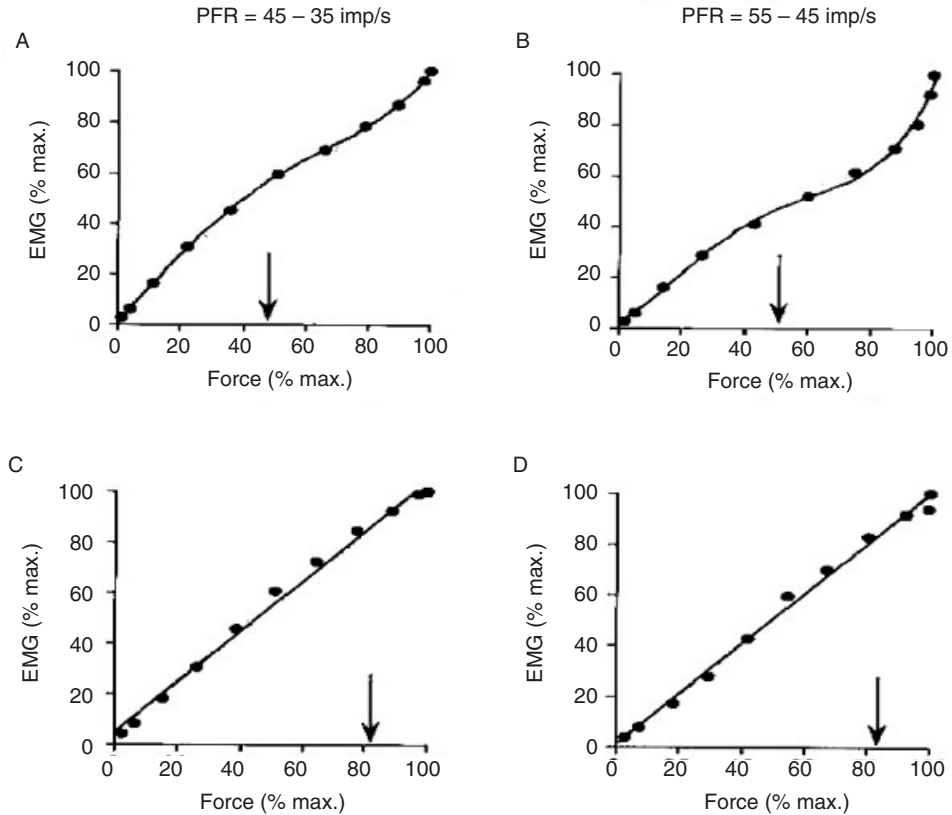 PFR = 45 – 35 imp/s
PFR = 55 – 45 imp/s
A
B
EMG (% max.)
100
80
60
40
20
0
0 20 40 60 80 100
Force (% max.)
EMG (% max.)
100
80
60
40
20
0
0 20 40 60 80 100
Force (% max.)
C
D
EMG (% max.)
100
80
60
40
20
0
0 20 40 60 80 100
Force (% max.)
EMG (% max.)
100
80
60
40
20
0
0 20 40 60 80 100
Force (% max.)